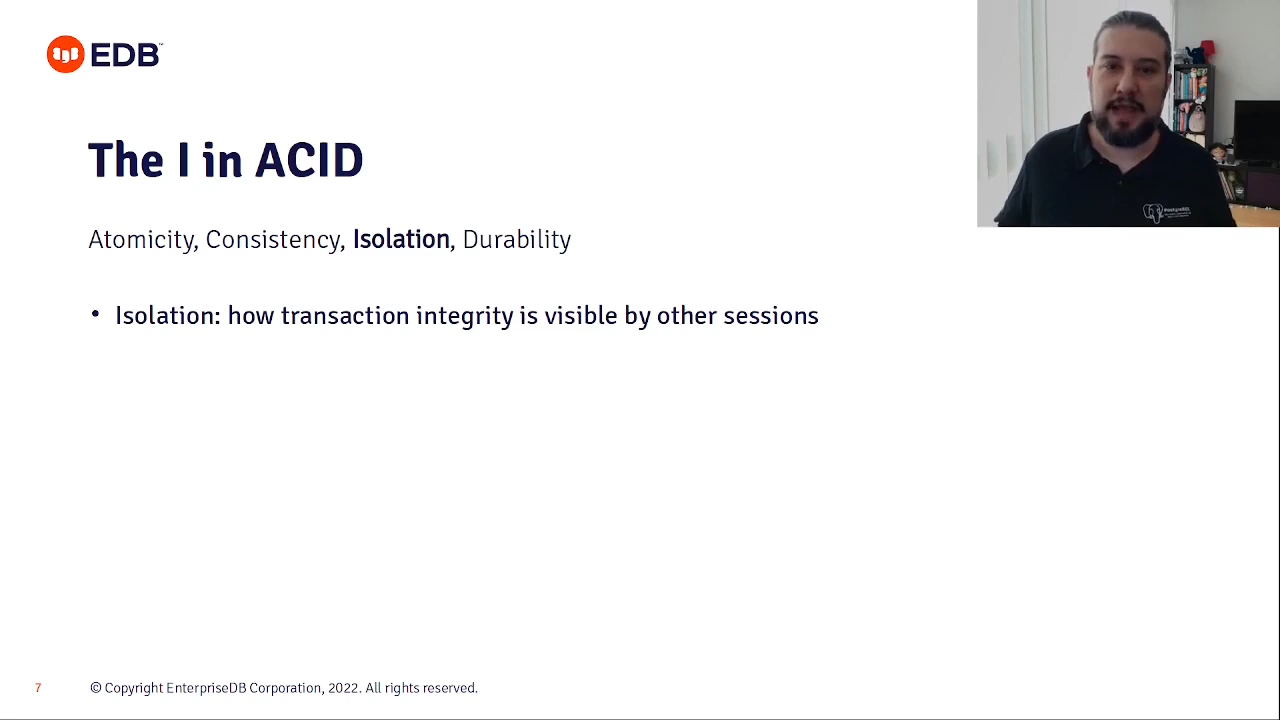 EDB
The I in ACID
Atomicity, Consistency, Isolation, Durability
• Isolation: how transaction integrity is visible by other sessions
PostgreSQL
7
© Copyright EnterpriseDB Corporation, 2022. All rights reserved.